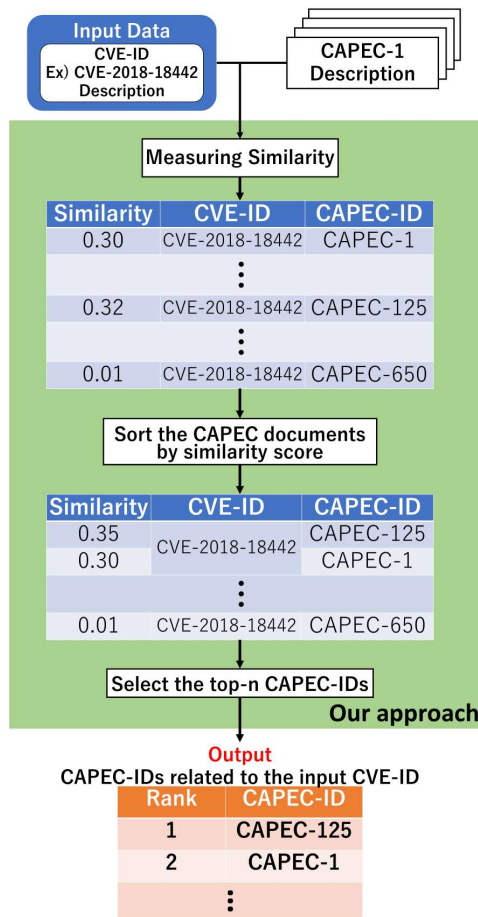 Input Data
CVE-ID
Ex) CVE-2018-18442
Description
CAPEC-1
Description
Measuring Similarity
Similarity CVE-ID CAPEC-ID
0.30 CVE-2018-18442 CAPEC-1
⋮
0.32 CVE-2018-18442 CAPEC-125
⋮
0.01 CVE-2018-18442 CAPEC-650
Sort the CAPEC documents
by similarity score
Similarity CVE-ID CAPEC-ID
0.35 CVE-2018-18442 CAPEC-125
0.30 CAPEC-1
⋮
0.01 CVE-2018-18442 CAPEC-650
Select the top-n CAPEC-IDs
Our approach
Output
CAPEC-IDs related to the input CVE-ID
Rank CAPEC-ID
1 CAPEC-125
2 CAPEC-1
⋮